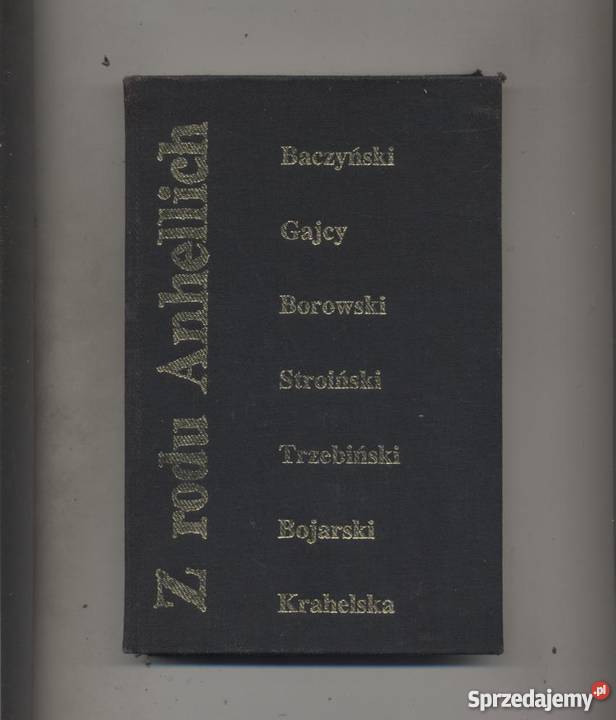 Z rodu Anhellich
Baczyński
Gajcy
Borowski
Stroiński
Trzebiński
Bojarski
Krahelska
Sprzedajemy.pl